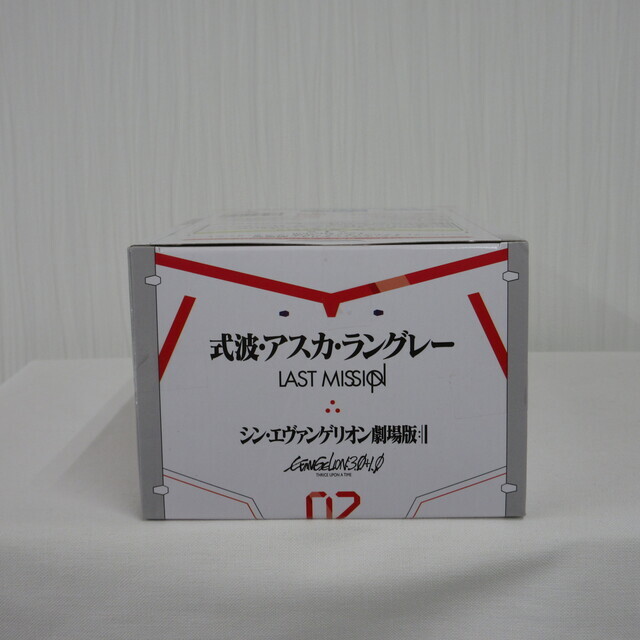 式波・アスカ・ラングレー
LAST MISSION
シン・エヴァンゲリオン劇場版:||
EVANGELION:3.0+1.0
THRICE UPON A TIME
02